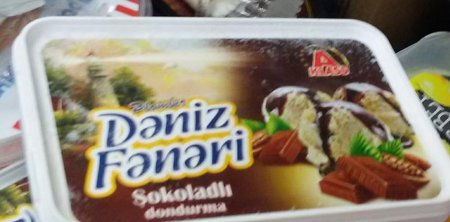 Dəniz
Fənəri
Şokoladlı
dondurma